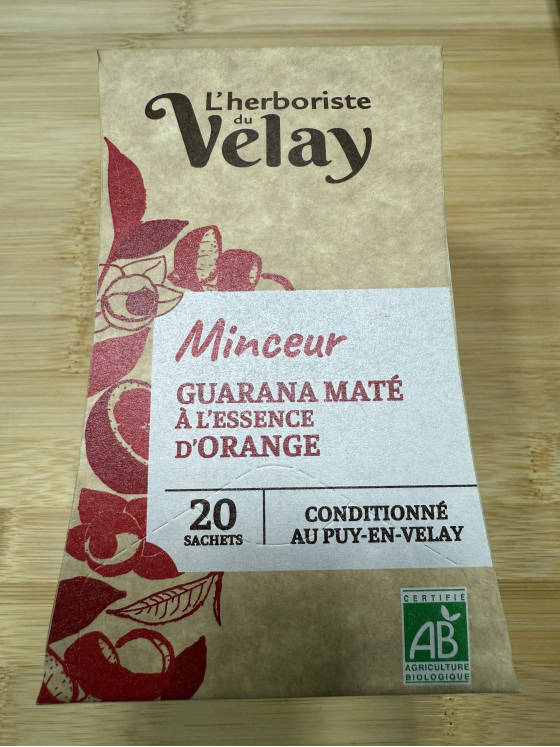 L'herboriste
du
Velay
Minceur
GUARANA MATÉ
À L'ESSENCE
D'ORANGE
20
SACHETS
CONDITIONNÉ
AU PUY-EN-VELAY
CERTIFIÉ
AB
AGRICULTURE
BIOLOGIQUE